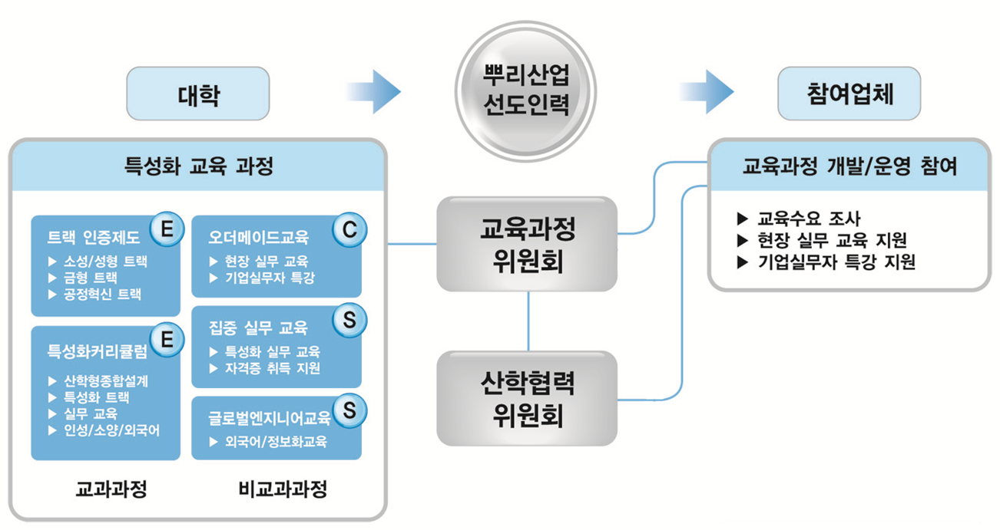 대학
뿌리산업
선도인력
참여업체
특성화 교육 과정
트랙 인증제도
E
▶ 소성/성형 트랙
▶ 금형 트랙
▶ 공정혁신 트랙
특성화커리큘럼
E
▶ 산학형종합설계
▶ 특성화 트랙
▶ 실무 교육
▶ 인성/소양/외국어
교과과정
오더메이드교육
C
▶ 현장 실무 교육
▶ 기업실무자 특강
집중 실무 교육
S
▶ 특성화 실무 교육
▶ 자격증 취득 지원
글로벌엔지니어교육
S
▶ 외국어/정보화교육
비교과과정
교육과정
위원회
산학협력
위원회
교육과정 개발/운영 참여
▶ 교육수요 조사
▶ 현장 실무 교육 지원
▶ 기업실무자 특강 지원